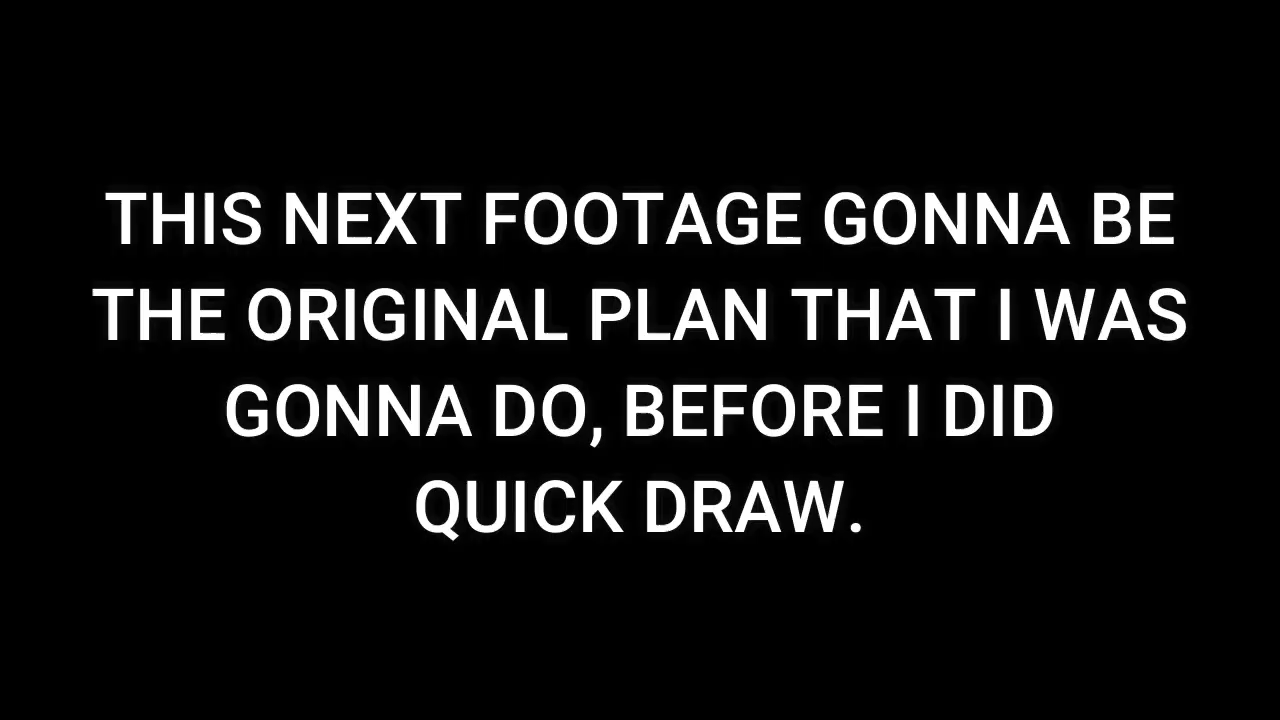 THIS NEXT FOOTAGE GONNA BE
THE ORIGINAL PLAN THAT I WAS
GONNA DO, BEFORE I DID
QUICK DRAW.